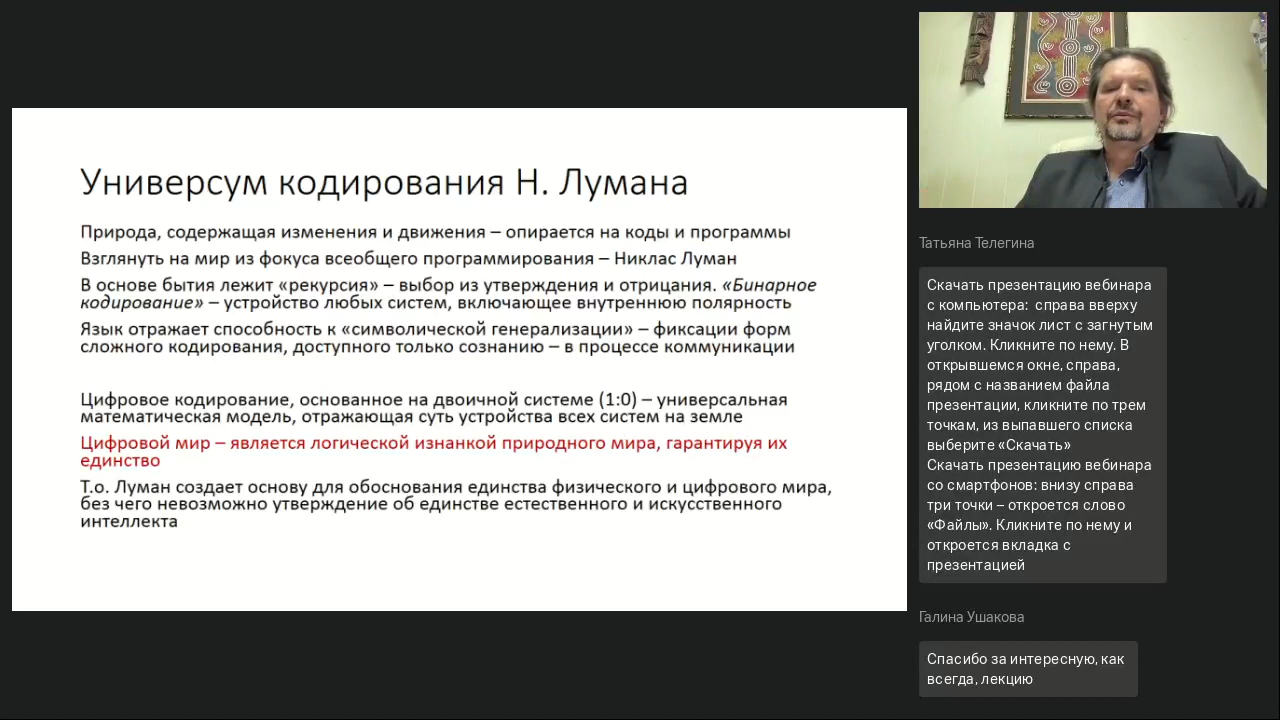 Универсум кодирования Н. Лумана
Природа, содержащая изменения и движения – опирается на коды и программы
Взглянуть на мир из фокуса всеобщего программирования – Никлас Луман
В основе бытия лежит «рекурсия» – выбор из утверждения и отрицания. «Бинарное
кодирование» – устройство любых систем, включающее внутреннюю полярность
Язык отражает способность к «символической генерализации» – фиксации форм
сложного кодирования, доступного только сознанию – в процессе коммуникации
Цифровое кодирование, основанное на двоичной системе (1:0) – универсальная
математическая модель, отражающая суть устройства всех систем на земле
Цифровой мир – является логической изнанкой природного мира, гарантируя их
единство
Т.о. Луман создает основу для обоснования единства физического и цифрового мира,
без чего невозможно утверждение об единстве естественного и искусственного
интеллекта
Татьяна Телегина
Скачать презентацию вебинара
с компьютера: справа вверху
найдите значок лист с загнутым
уголком. Кликните по нему. В
открывшемся окне, справа,
рядом с названием файла
презентации, кликните по трем
точкам, из выпавшего списка
выберите «Скачать»
Скачать презентацию вебинара
со смартфонов: внизу справа
три точки – откроется слово
«Файлы». Кликните по нему и
откроется вкладка с
презентацией
Галина Ушакова
Спасибо за интересную, как
всегда, лекцию